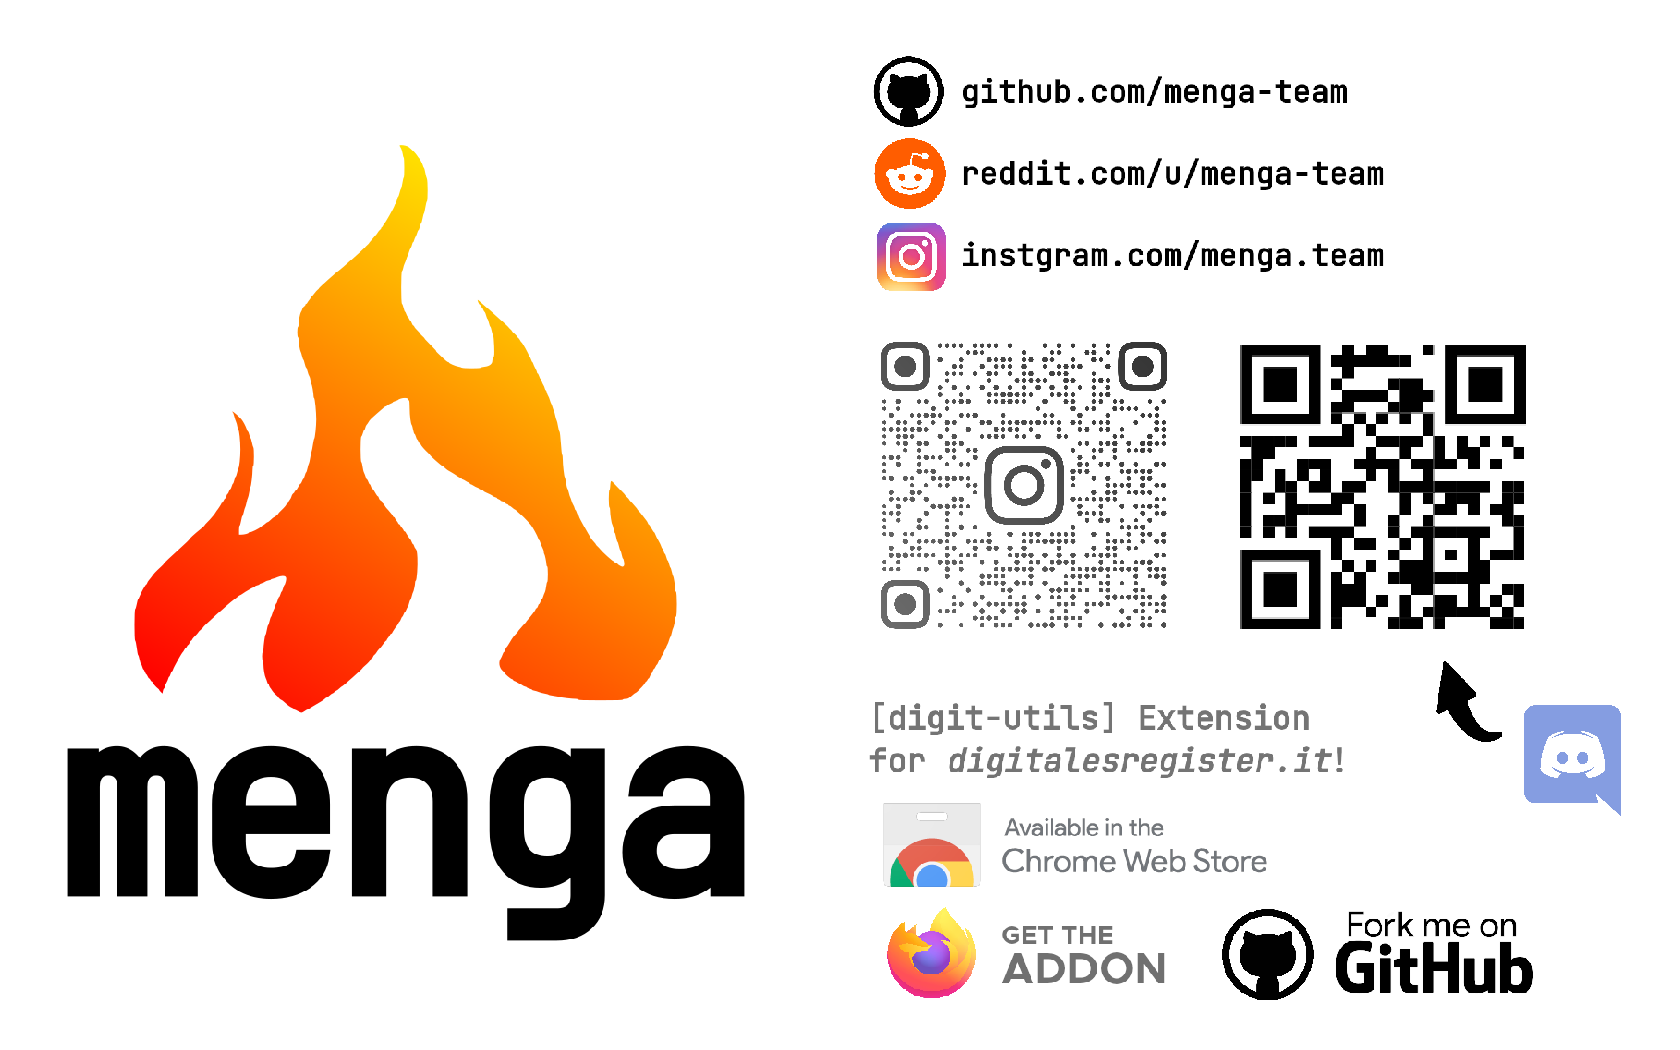 menga
github.com/menga-team
reddit.com/u/menga-team
instgram.com/menga.team
[digit-utils] Extension
for digitalesregister.it!
Available in the
Chrome Web Store
GET THE
ADDON
Fork me on
GitHub